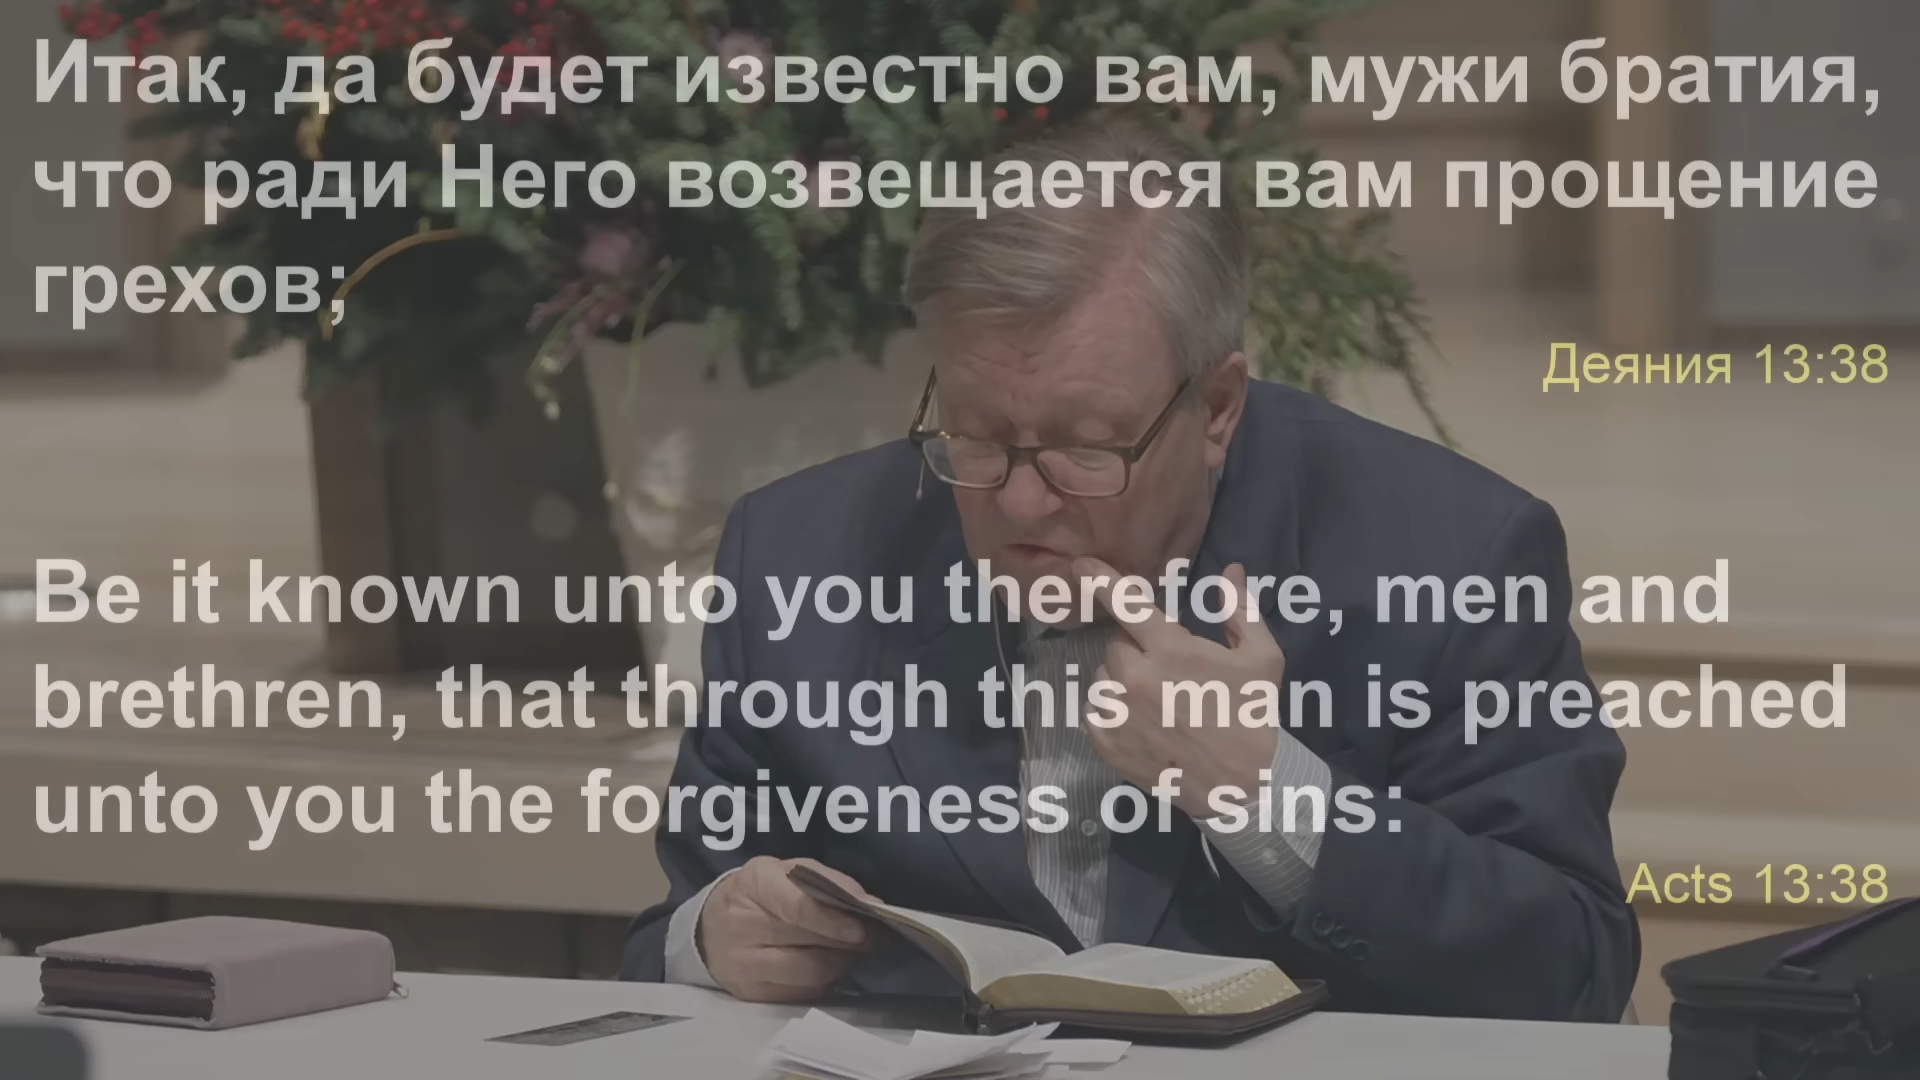 Итак, да будет известно вам, мужи братия,
что ради Него возвещается вам прощение
грехов;
Деяния 13:38
Be it known unto you therefore, men and
brethren, that through this man is preached
unto you the forgiveness of sins:
Acts 13:38